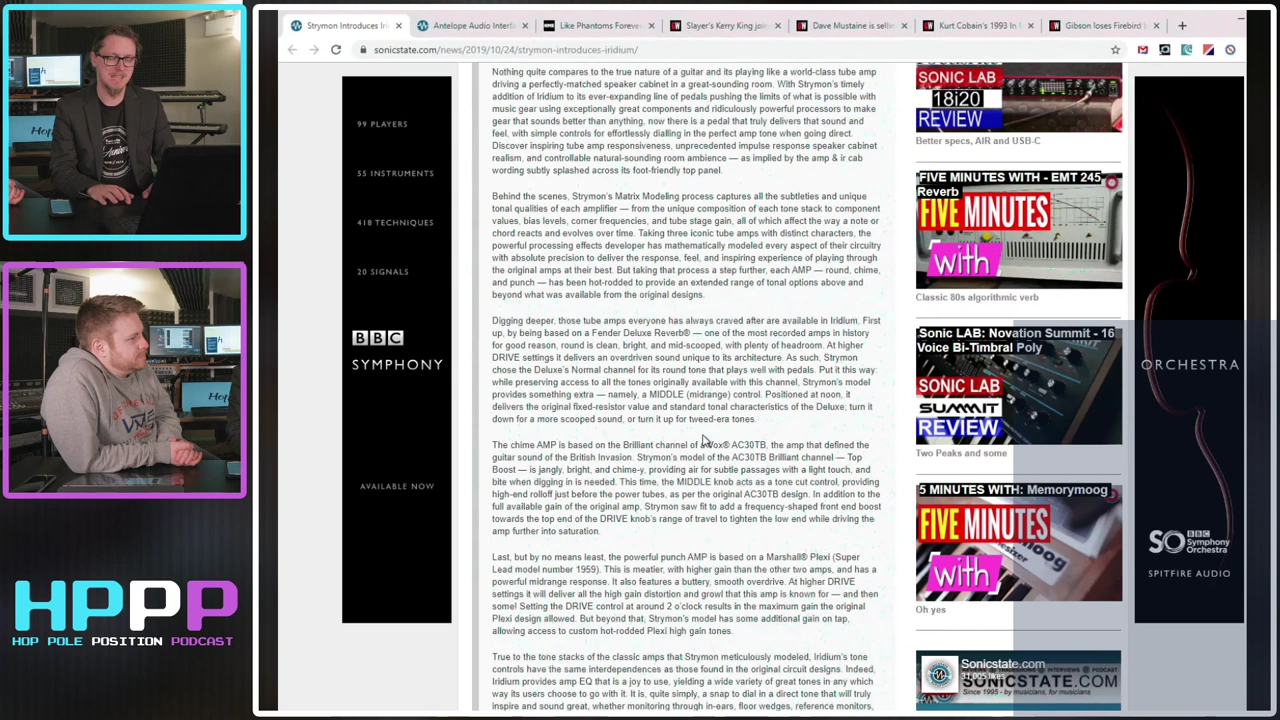 Strymon Introduces Iri
Antelope Audio Interf
Like Phantoms Foreve
Slayer's Kerry King join
Dave Mustaine is sellin
Kurt Cobain's 1993 In
Gibson loses Firebird b
sonicstate.com/news/2019/10/24/strymon-introduces-iridium/
99 PLAYERS
55 INSTRUMENTS
418 TECHNIQUES
20 SIGNALS
BBC
SYMPHONY
AVAILABLE NOW
Nothing quite compares to the true nature of a guitar and its playing like a world-class tube amp
driving a perfectly-matched speaker cabinet in a great-sounding room. With Strymon's timely
addition of Iridium to its ever-expanding line of pedals pushing the limits of what is possible with
music gear using exceptionally great components and ridiculously powerful processors to make
gear that sounds better than anything, now there is a pedal that truly delivers that sound and
feel, with simple controls for effortlessly dialling in the perfect amp tone when going direct.
Discover inspiring tube amp responsiveness, unprecedented impulse response speaker cabinet
realism, and controllable natural-sounding room ambience — as implied by the amp & ir cab
wording subtly splashed across its foot-friendly top panel.
Behind the scenes, Strymon's Matrix Modeling process captures all the subtleties and unique
tonal qualities of each amplifier — from the unique composition of each tone stack to component
values, bias levels, corner frequencies, and tube stage gain, all of which affect the way a note or
chord reacts and evolves over time. Taking three iconic tube amps with distinct characters, the
powerful processing effects developer has mathematically modeled every aspect of their circuitry
with absolute precision to deliver the response, feel, and inspiring experience of playing through
the original amps at their best. But taking that process a step further, each AMP — round, chime,
and punch — has been hot-rodded to provide an extended range of tonal options above and
beyond what was available from the original designs.
Digging deeper, those tube amps everyone has always craved after are available in Iridium. First
up, by being based on a Fender Deluxe Reverb® — one of the most recorded amps in history
for good reason, round is clean, bright, and mid-scooped, with plenty of headroom. At higher
DRIVE settings it delivers an overdriven sound unique to its architecture. As such, Strymon
chose the Deluxe's Normal channel for its round tone that plays well with pedals. Put it this way:
while preserving access to all the tones originally available with this channel, Strymon's model
provides something extra — namely, a MIDDLE (midrange) control. Positioned at noon, it
delivers the original fixed-resistor value and standard tonal characteristics of the Deluxe, turn it
down for a more scooped sound, or turn it up for tweed-era tones.
The chime AMP is based on the Brilliant channel of a Vox® AC30TB, the amp that defined the
guitar sound of the British Invasion. Strymon's model of the AC30TB Brilliant channel — Top
Boost — is jangly, bright, and chime-y, providing air for subtle passages with a light touch, and
bite when digging in is needed. This time, the MIDDLE knob acts as a tone cut control, providing
high-end rolloff just before the power tubes, as per the original AC30TB design. In addition to the
full available gain of the original amp, Strymon saw fit to add a frequency-shaped front end boost
towards the top end of the DRIVE knob's range of travel to tighten the low end while driving the
amp further into saturation.
Last, but by no means least, the powerful punch AMP is based on a Marshall® Plexi (Super
Lead model number 1959). This is meatier, with higher gain than the other two amps, and has a
powerful midrange response. It also features a buttery, smooth overdrive. At higher DRIVE
settings it will deliver all the high gain distortion and growl that this amp is known for — and then
some! Setting the DRIVE control at around 2 o'clock results in the maximum gain the original
Plexi design allowed. But beyond that, Strymon's model has some additional gain on tap,
allowing access to custom hot-rodded Plexi high gain tones.
True to the tone stacks of the classic amps that Strymon meticulously modeled, Iridium's tone
controls have the same interdependences as those found in the original circuit designs. Indeed,
Iridium provides amp EQ that is a joy to use, yielding a wide variety of great tones in any which
way its users choose to go with it. It is, quite simply, a snap to dial in a direct tone that will truly
inspire and sound great, whether monitoring through in-ears, floor wedges, reference monitors,
SONIC LAB
18i20
REVIEW
Better specs, AIR and USB-C
FIVE MINUTES WITH - EMT 245
Reverb
FIVE MINUTES
with
Classic 80s algorithmic verb
Sonic LAB: Novation Summit - 16
Voice Bi-Timbral Poly
SONIC LAB
SUMMIT
REVIEW
Two Peaks and some
5 MINUTES WITH: Memorymoog
FIVE MINUTES
with
moog
Oh yes
Sonicstate.com
31,005 likes
SONICSTATE.COM
Since 1995 - by musicians, for musicians
ORCHESTRA
SO BBC
Symphony
Orchestra
SPITFIRE AUDIO
HPPP
HOP POLE POSITION PODCAST